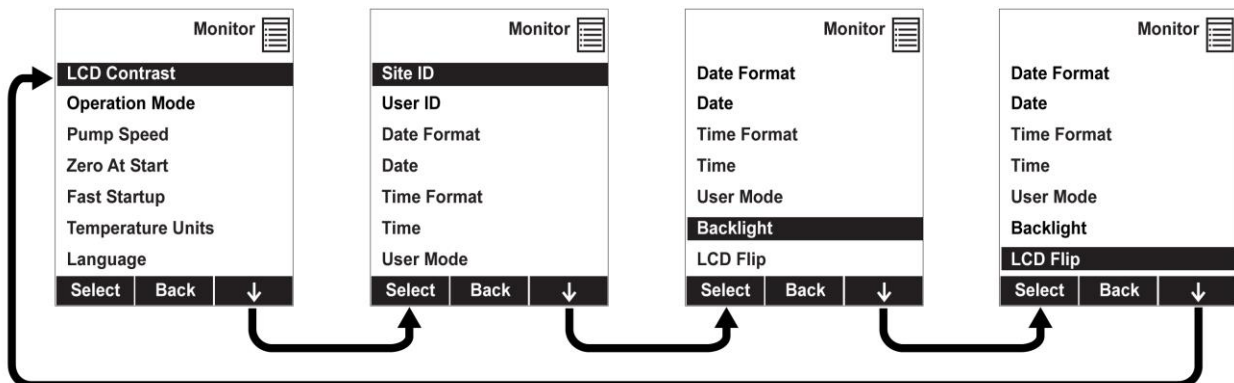 Monitor
LCD Contrast
Operation Mode
Pump Speed
Zero At Start
Fast Startup
Temperature Units
Language
Select Back ↓
Monitor
Site ID
User ID
Date Format
Date
Time Format
Time
User Mode
Select Back ↓
Monitor
Date Format
Date
Time Format
Time
User Mode
Backlight
LCD Flip
Select Back ↓
Monitor
Date Format
Date
Time Format
Time
User Mode
Backlight
LCD Flip
Select Back ↓